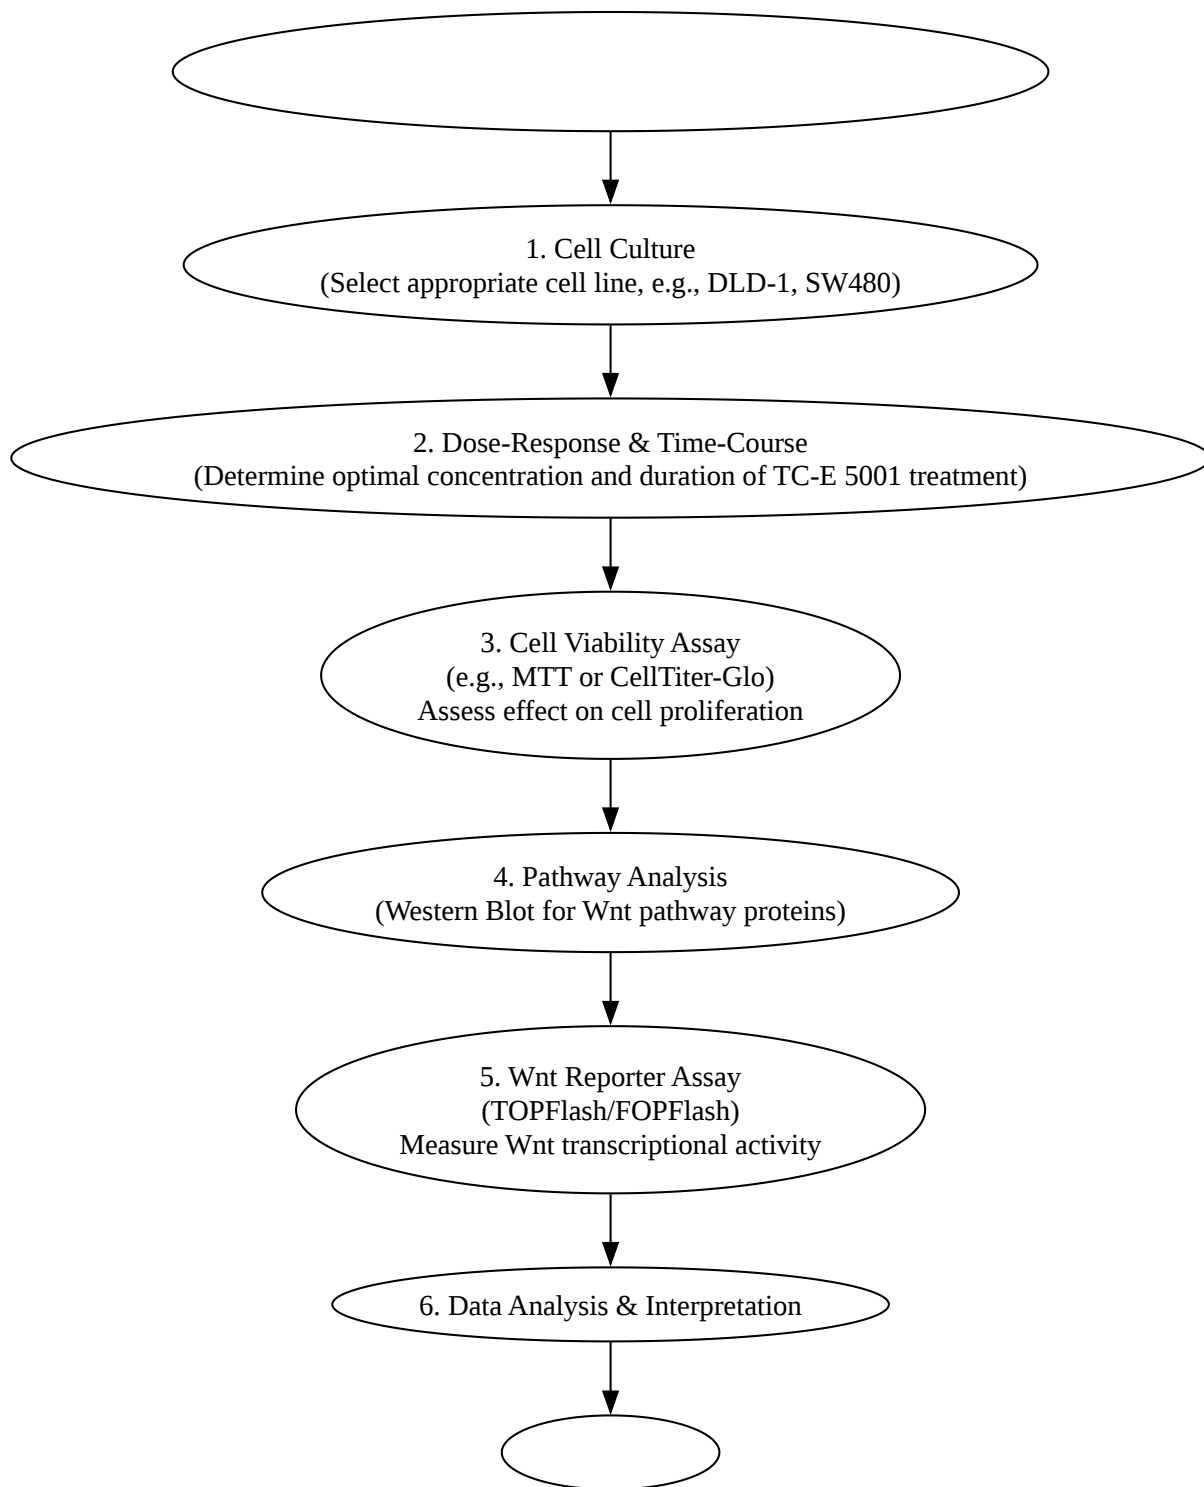 1. Cell Culture
(Select appropriate cell line, e.g., DLD-1, SW480)
2. Dose-Response & Time-Course
(Determine optimal concentration and duration of TC-E 5001 treatment)
3. Cell Viability Assay
(e.g., MTT or CellTiter-Glo)
Assess effect on cell proliferation
4. Pathway Analysis
(Western Blot for Wnt pathway proteins)
5. Wnt Reporter Assay
(TOPFlash/FOPFlash)
Measure Wnt transcriptional activity
6. Data Analysis & Interpretation